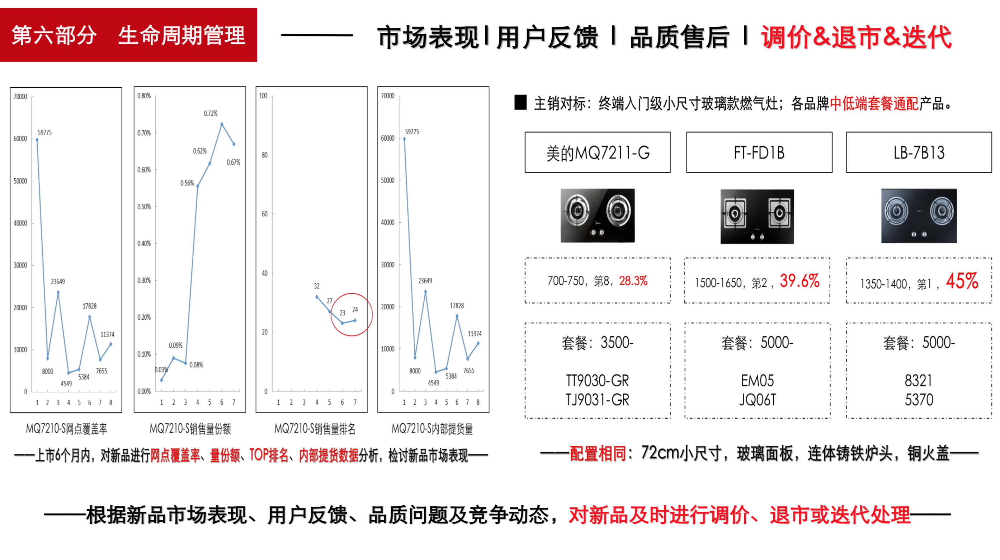 第六部分 生命周期管理
—— 市场表现 | 用户反馈 | 品质售后 | 调价&退市&迭代
70000
60000
50000
40000
30000
20000
10000
0
59775
8000
23649
4549
5384
17828
7655
11374
1 2 3 4 5 6 7 8
MQ7210-S网点覆盖率
0.80%
0.70%
0.60%
0.50%
0.40%
0.30%
0.20%
0.10%
0.00%
0.03%
0.09%
0.08%
0.56%
0.62%
0.72%
0.67%
1 2 3 4 5 6 7
MQ7210-S销售量份额
100
80
60
40
20
0
32
27
23
24
1 2 3 4 5 6 7
MQ7210-S销售量排名
70000
60000
50000
40000
30000
20000
10000
0
59775
8000
23649
4549
5384
17828
7655
11374
1 2 3 4 5 6 7 8
MQ7210-S内部提货量
——上市6个月内，对新品进行网点覆盖率、量份额、TOP排名、内部提货数据分析，检讨新品市场表现——
■ 主销对标：终端入门级小尺寸玻璃款燃气灶；各品牌中低端套餐通配产品。
美的MQ7211-G
FT-FD1B
LB-7B13
700-750，第8，28.3%
1500-1650，第2，39.6%
1350-1400，第1，45%
套餐：3500-
TT9030-GR
TJ9031-GR
套餐：5000-
EM05
JQ06T
套餐：5000-
8321
5370
——配置相同：72cm小尺寸，玻璃面板，连体铸铁炉头，铜火盖——
——根据新品市场表现、用户反馈、品质问题及竞争动态，对新品及时进行调价、退市或迭代处理——